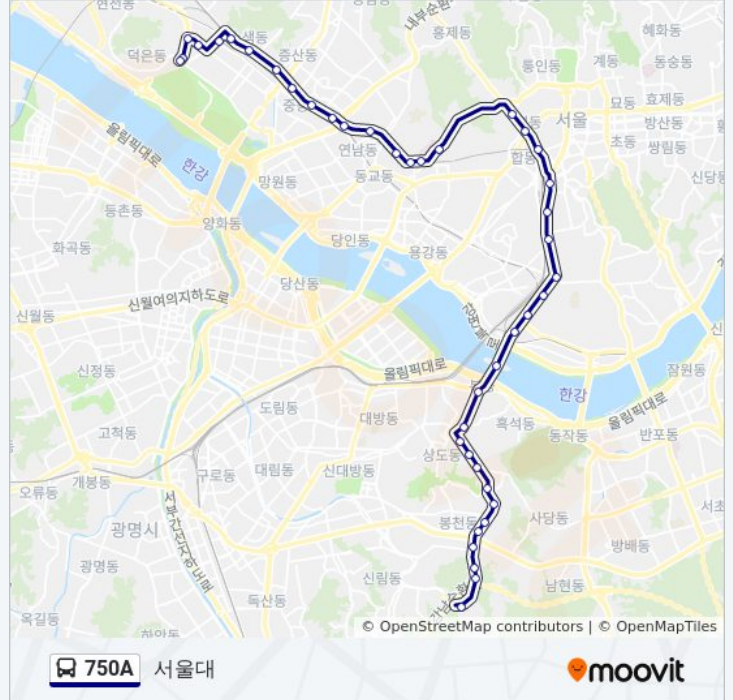 내부순환
홍제동
혜화동
덕은동
생동
증산동
통인동
계동
동숭동
묘동
효제동
서울
방산동
초동
쌍림동
연남동
합동
올림픽대로
한강
망원동
동교동
신당동
등촌동
양화동
화곡동
당인동
용강동
당산동
신월여의지하도로
신월동
신정동
올림픽대로
잠원동
한강
도림동
대방동
흑석동
동작동
올림픽대로
반포동
고척동
상도동
개봉동
구로동
대림동
신대방동
오류동
서초
광명시
서부간선지하도로
봉천동
사당동
방배동
광명동
신림동
남현동
독산동
옥길동
하안동
© OpenStreetMap contributors | © OpenMapTiles
750A 서울대
moovit